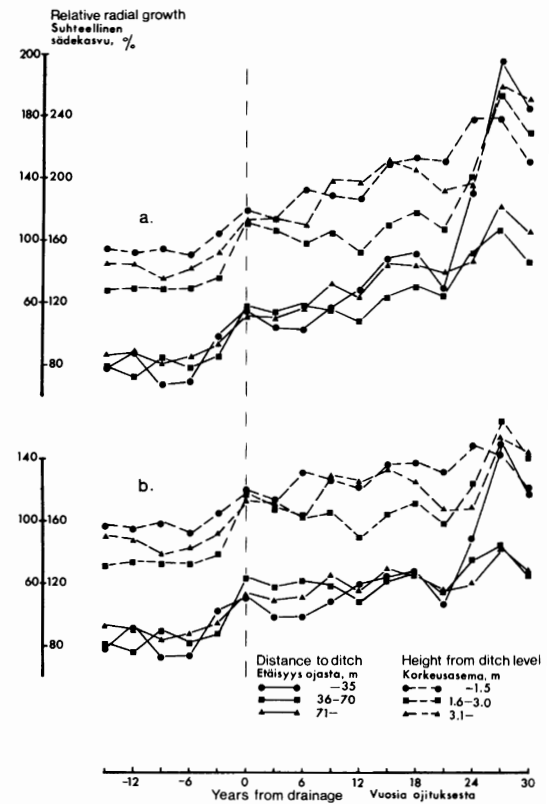 Relative radial growth
Suhteellinen
sädekasvu, %
200
180 240
140 200
a.
100 160
60 120
80
b.
140
100 160
60 120
80
Distance to ditch
Etäisyys ojasta, m
—35
36–70
71—
Height from ditch level
Korkeusasema, m
–1.5
1.6–3.0
3.1–
-12 -6 0 6 12 18 24 30
Years from drainage Vuosia ojituksesta